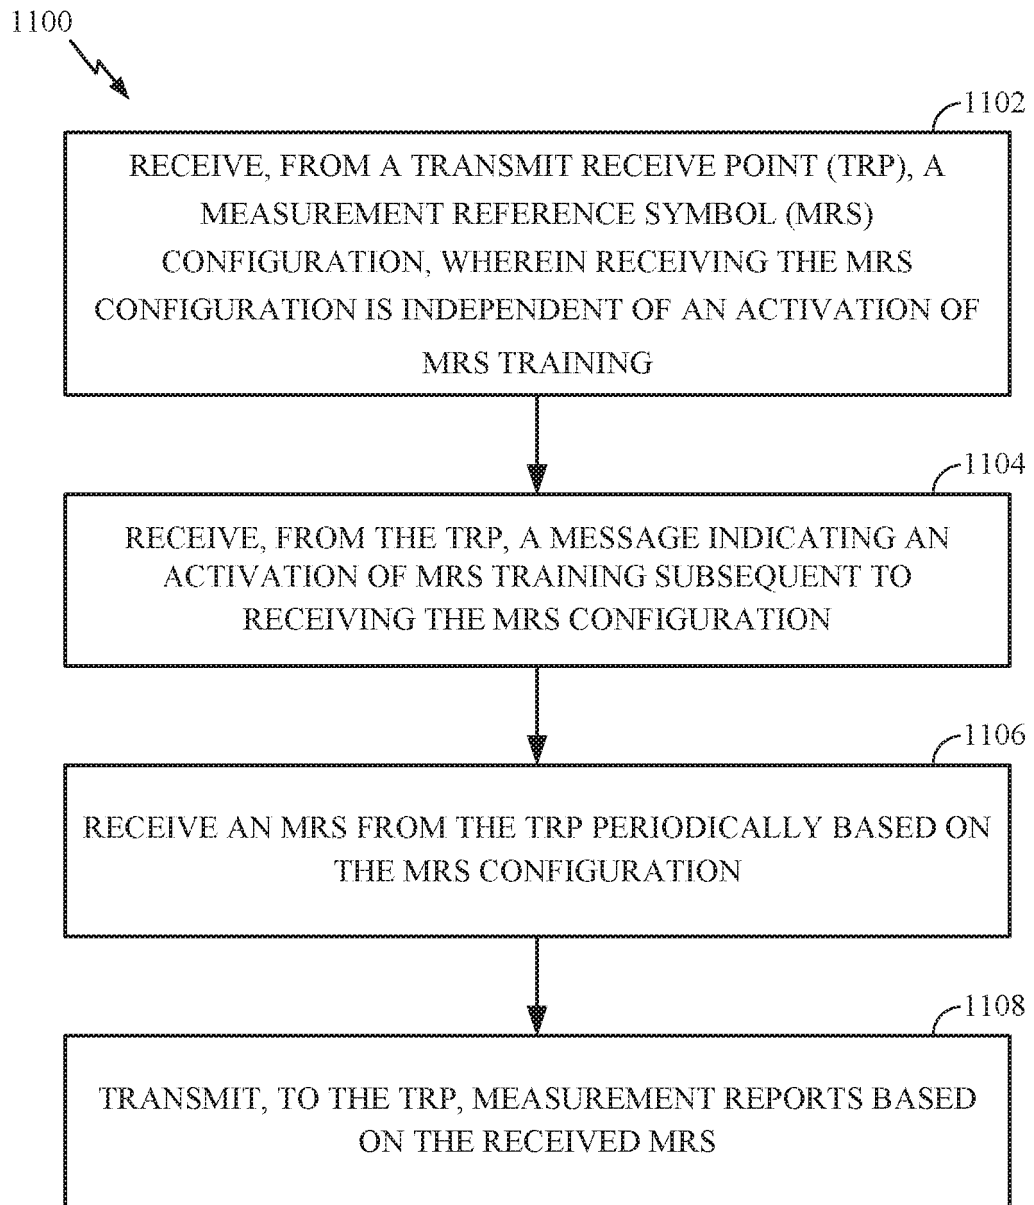 1100
1102
RECEIVE, FROM A TRANSMIT RECEIVE POINT (TRP), A
MEASUREMENT REFERENCE SYMBOL (MRS)
CONFIGURATION, WHEREIN RECEIVING THE MRS
CONFIGURATION IS INDEPENDENT OF AN ACTIVATION OF
MRS TRAINING
1104
RECEIVE, FROM THE TRP, A MESSAGE INDICATING AN
ACTIVATION OF MRS TRAINING SUBSEQUENT TO
RECEIVING THE MRS CONFIGURATION
1106
RECEIVE AN MRS FROM THE TRP PERIODICALLY BASED ON
THE MRS CONFIGURATION
1108
TRANSMIT, TO THE TRP, MEASUREMENT REPORTS BASED
ON THE RECEIVED MRS